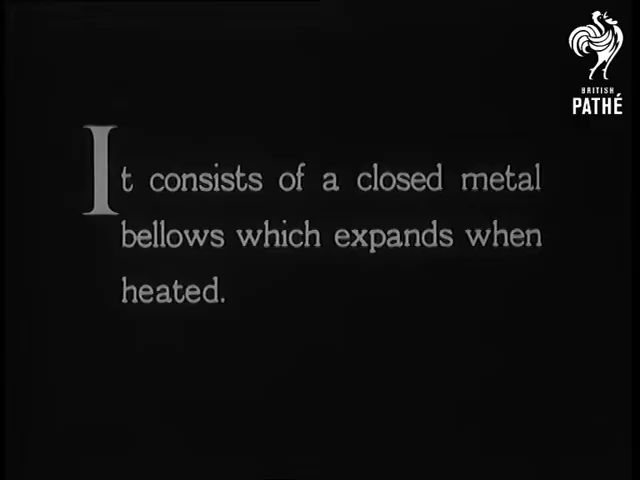 BRITISH
PATHÉ
It consists of a closed metal
bellows which expands when
heated.